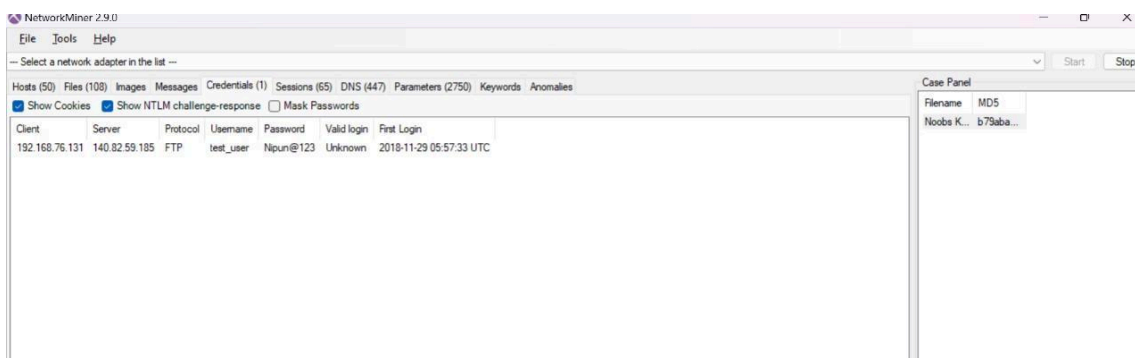 NetworkMiner 2.9.0
File Tools Help
--- Select a network adapter in the list ---
Start Stop
Hosts (50) Files (108) Images Messages Credentials (1) Sessions (65) DNS (447) Parameters (2750) Keywords Anomalies
Case Panel
Show Cookies Show NTLM challenge-response Mask Passwords
Filename MD5
Client Server Protocol Username Password Valid login First Login
Noobs K... b79aba...
192.168.76.131 140.82.59.185 FTP test_user Nipun@123 Unknown 2018-11-29 05:57:33 UTC